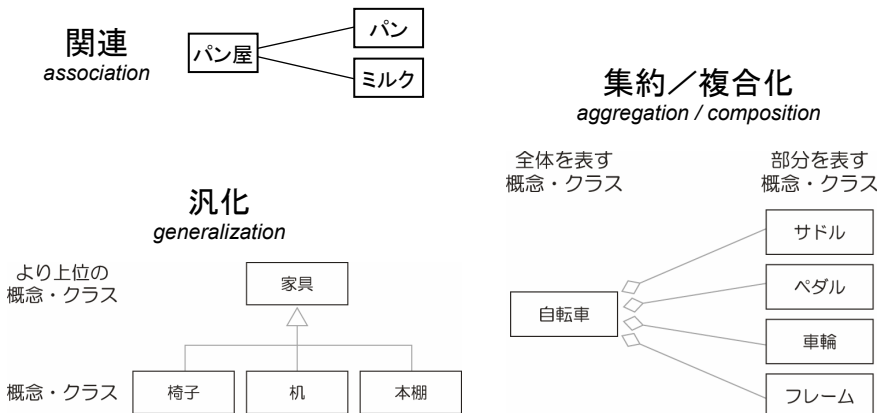 関連
association
パン屋
パン
ミルク
汎化
generalization
より上位の
概念・クラス
家具
概念・クラス
椅子
机
本棚
集約／複合化
aggregation / composition
全体を表す
概念・クラス
部分を表す
概念・クラス
自転車
サドル
ペダル
車輪
フレーム